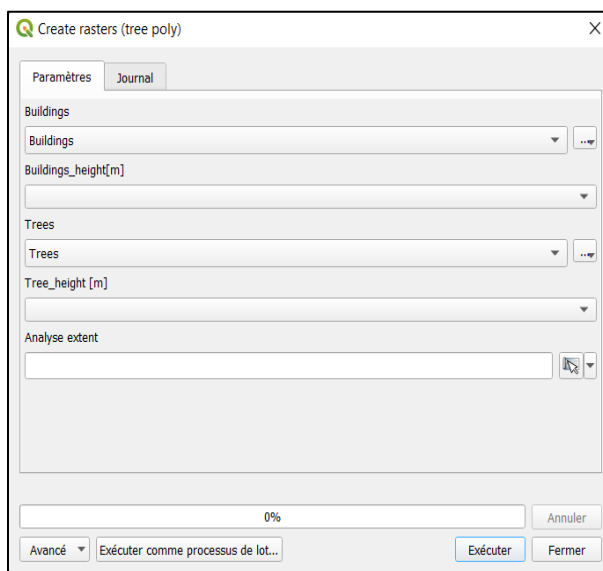 Create rasters (tree poly)
Paramètres Journal
Buildings
Buildings
Buildings_height[m]
Trees
Trees
Tree_height [m]
Analyse extent
0% Annuler
Avancé Exécuter comme processus de lot... Exécuter Fermer